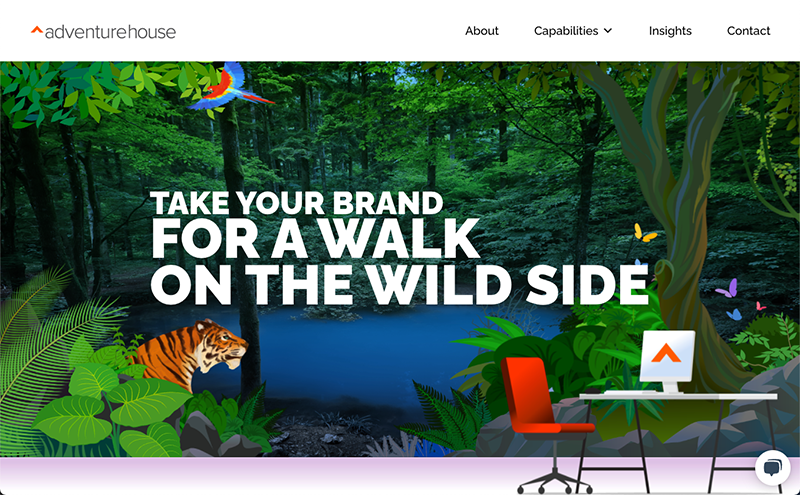 adventurehouse
About
Capabilities
Insights
Contact
TAKE YOUR BRAND
FOR A WALK
ON THE WILD SIDE